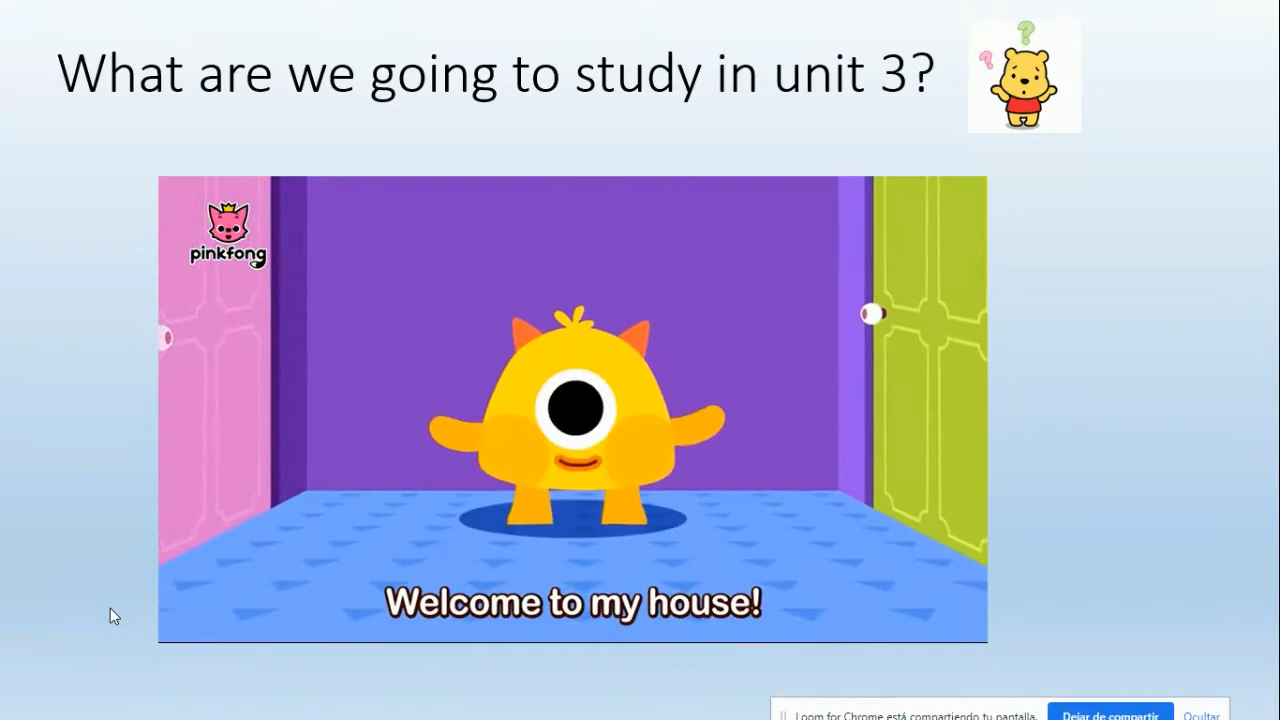 What are we going to study in unit 3?
pinkfong
Welcome to my house!
Loom for Chrome está compartiendo tu pantalla.
Dejar de compartir
Ocultar